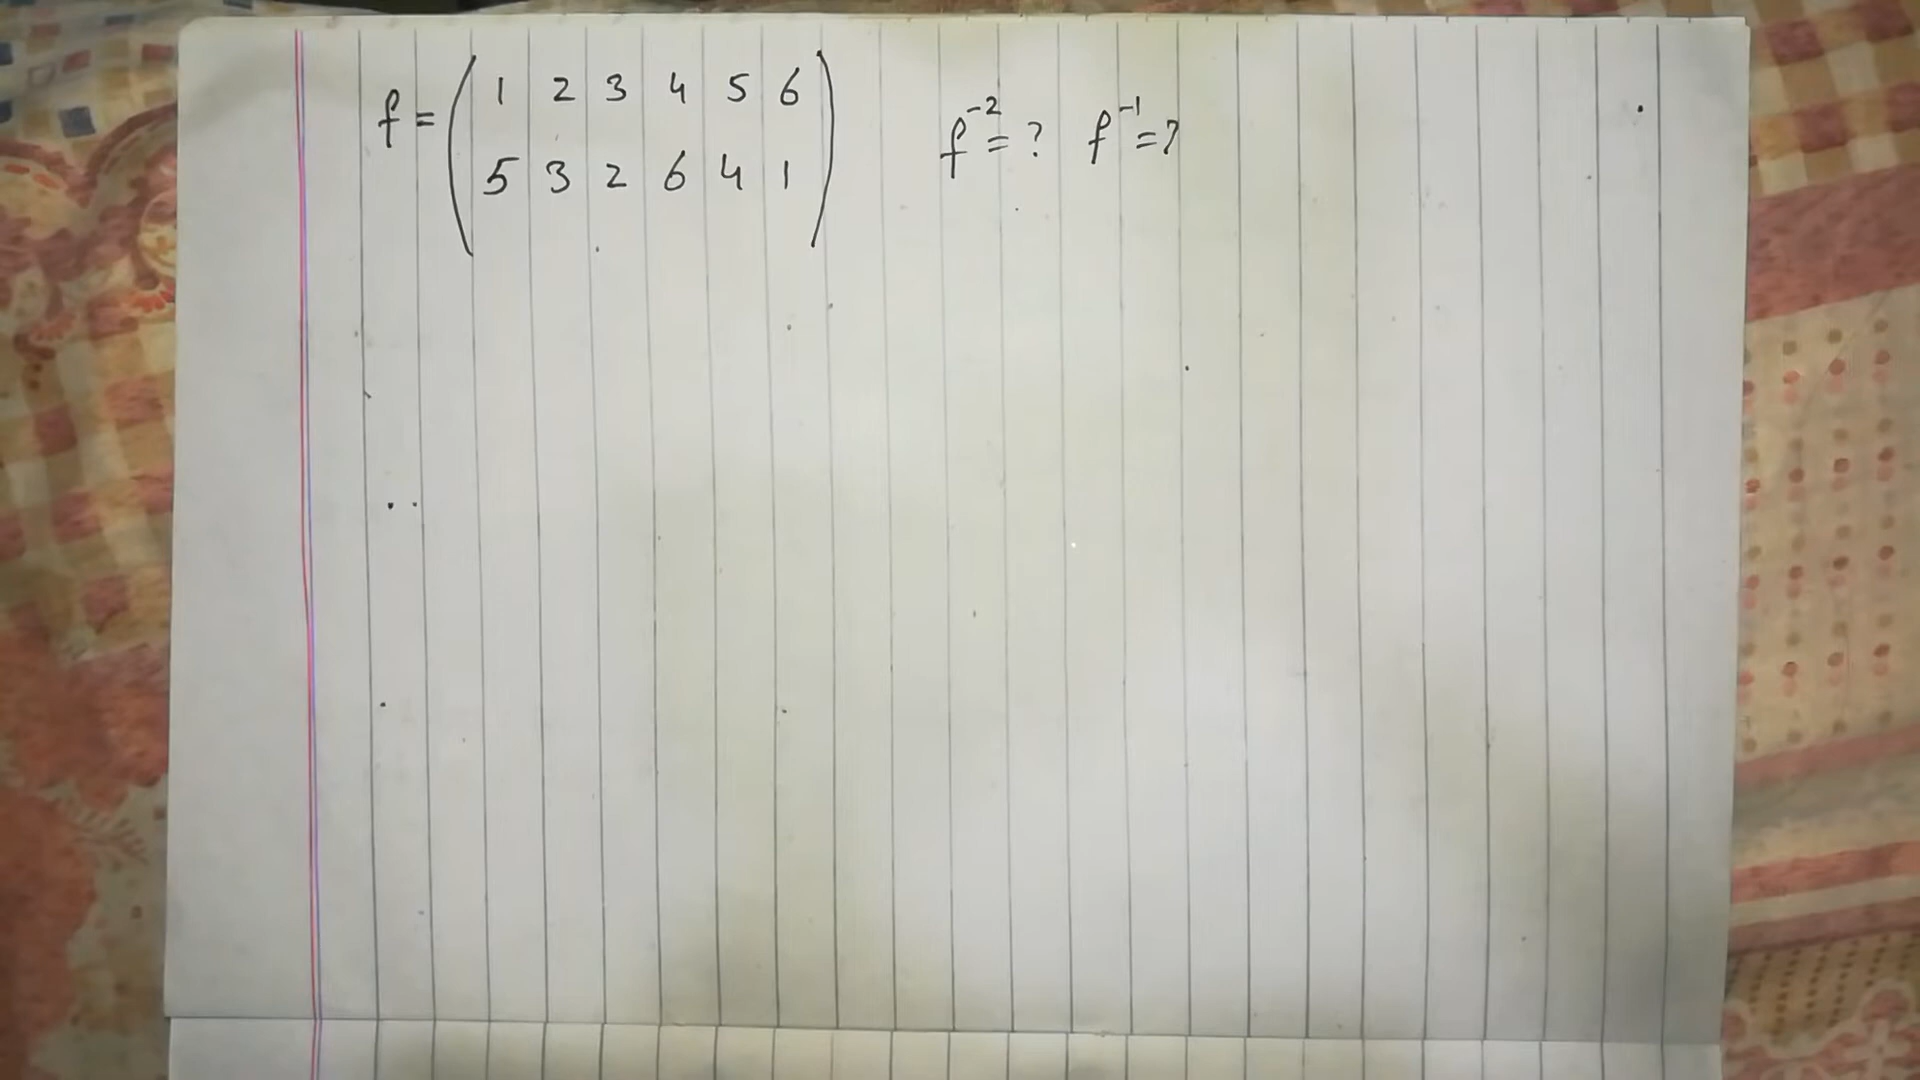 f = ( 1 2 3 4 5 6 ) f⁻² = ? f⁻¹ = ?
5 3 2 6 4 1